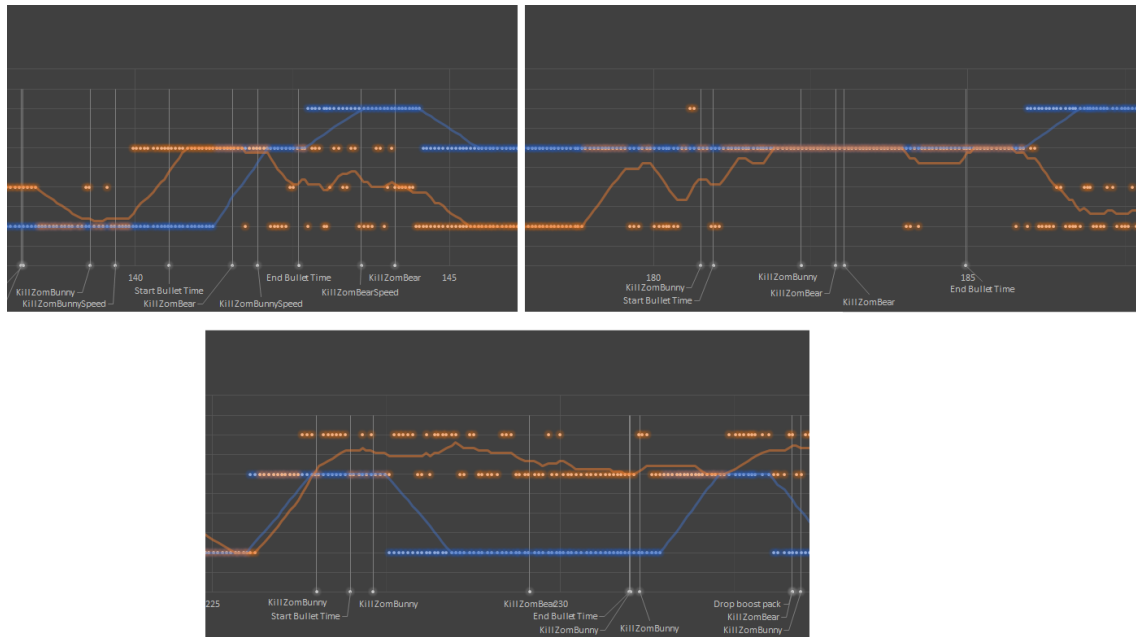 140
145
KillZomBunny
Start Bullet Time
End Bullet Time
KillZomBear
KillZomBunnySpeed
KillZomBear
KillZomBunnySpeed
KillZomBearSpeed
180
185
KillZomBunny
KillZomBunny
Start Bullet Time
KillZomBear
KillZomBear
End Bullet Time
225
230
KillZomBunny
KillZomBunny
KillZomBear
Drop boost pack
Start Bullet Time
End Bullet Time
KillZomBear
KillZomBunny
KillZomBunny
KillZomBunny